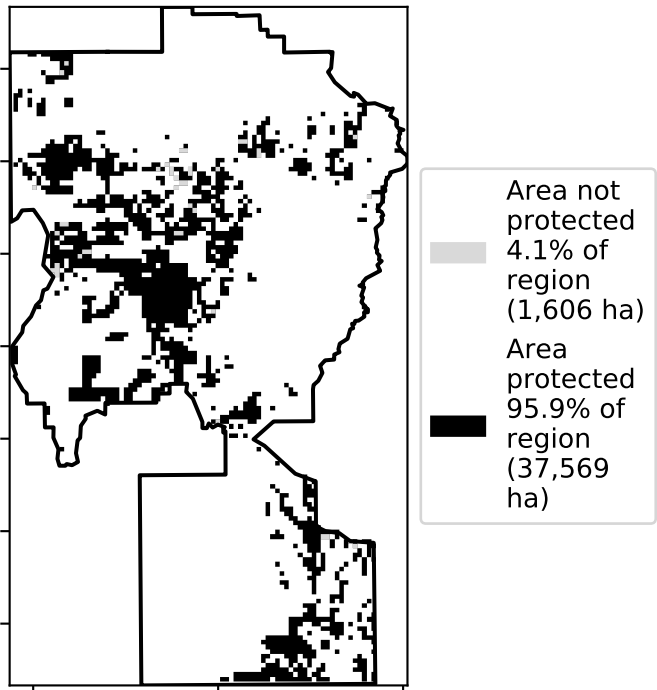 Area not
protected
4.1% of
region
(1,606 ha)
Area
protected
95.9% of
region
(37,569
ha)